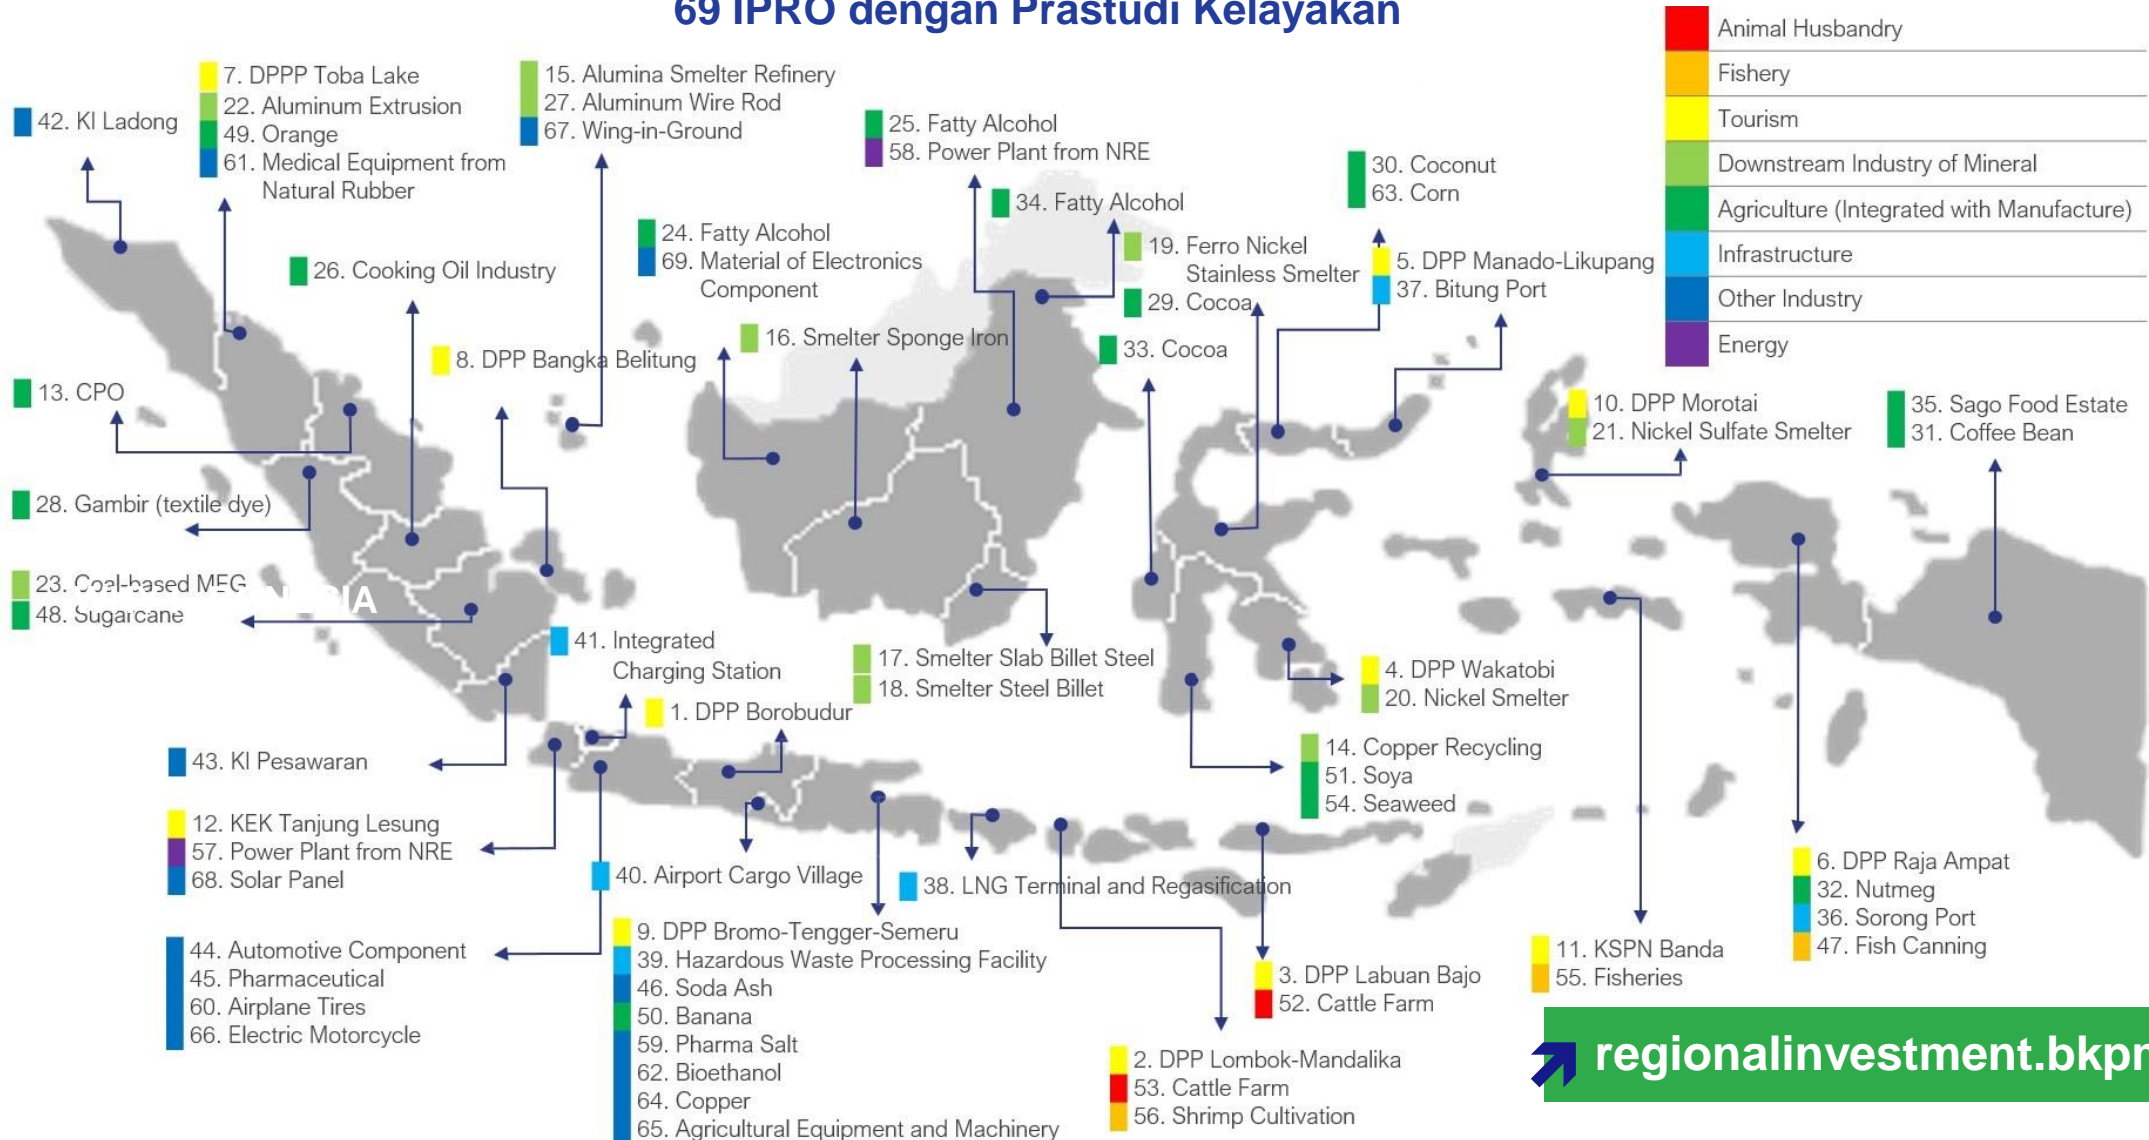 69 IPRO dengan Prastudi Kelayakan
Animal Husbandry
Fishery
Tourism
Downstream Industry of Mineral
Agriculture (Integrated with Manufacture)
Infrastructure
Other Industry
Energy
42. KI Ladong
7. DPPP Toba Lake
22. Aluminum Extrusion
49. Orange
61. Medical Equipment from
Natural Rubber
15. Alumina Smelter Refinery
27. Aluminum Wire Rod
67. Wing-in-Ground
25. Fatty Alcohol
58. Power Plant from NRE
34. Fatty Alcohol
30. Coconut
63. Corn
26. Cooking Oil Industry
24. Fatty Alcohol
69. Material of Electronics
Component
19. Ferro Nickel
Stainless Smelter
29. Cocoa
5. DPP Manado-Likupang
37. Bitung Port
8. DPP Bangka Belitung
16. Smelter Sponge Iron
33. Cocoa
13. CPO
10. DPP Morotai
21. Nickel Sulfate Smelter
35. Sago Food Estate
31. Coffee Bean
28. Gambir (textile dye)
23. Coal-based MEG
48. Sugarcane
41. Integrated
Charging Station
1. DPP Borobudur
17. Smelter Slab Billet Steel
18. Smelter Steel Billet
4. DPP Wakatobi
20. Nickel Smelter
43. KI Pesawaran
14. Copper Recycling
51. Soya
54. Seaweed
12. KEK Tanjung Lesung
57. Power Plant from NRE
68. Solar Panel
40. Airport Cargo Village
38. LNG Terminal and Regasification
6. DPP Raja Ampat
32. Nutmeg
36. Sorong Port
47. Fish Canning
44. Automotive Component
45. Pharmaceutical
60. Airplane Tires
66. Electric Motorcycle
9. DPP Bromo-Tengger-Semeru
39. Hazardous Waste Processing Facility
46. Soda Ash
50. Banana
59. Pharma Salt
62. Bioethanol
64. Copper
65. Agricultural Equipment and Machinery
3. DPP Labuan Bajo
52. Cattle Farm
11. KSPN Banda
55. Fisheries
2. DPP Lombok-Mandalika
53. Cattle Farm
56. Shrimp Cultivation
regionalinvestment.bkpm